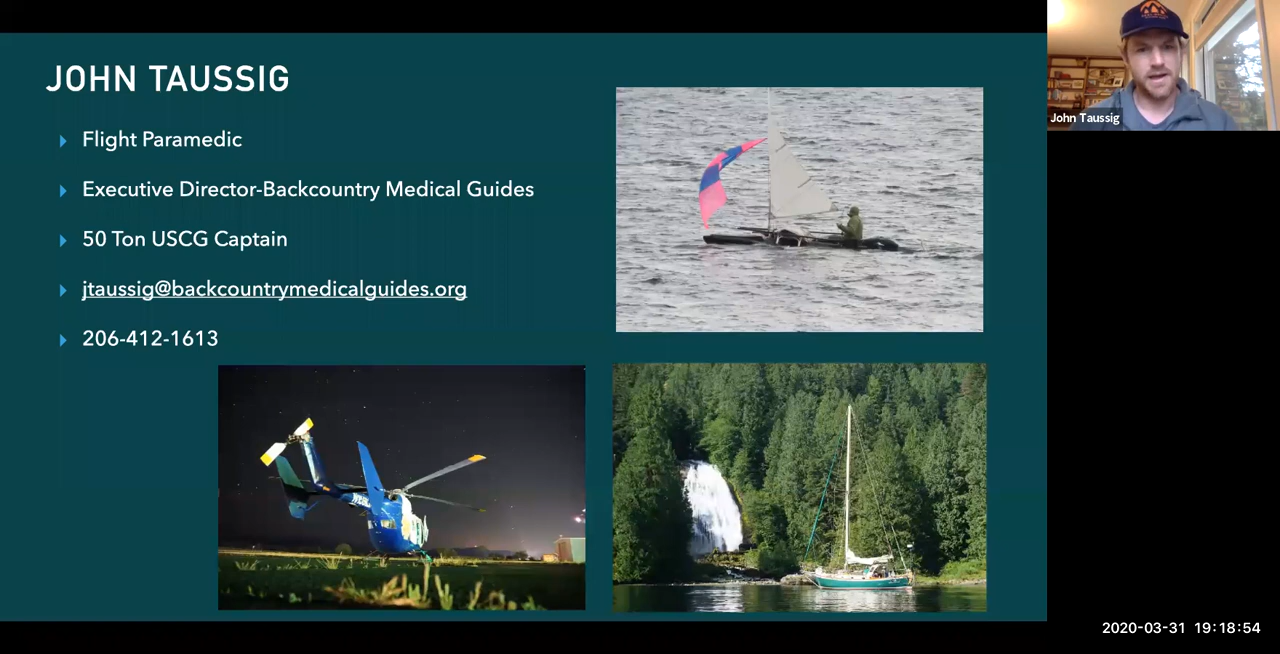 JOHN TAUSSIG
Flight Paramedic
Executive Director-Backcountry Medical Guides
50 Ton USCG Captain
jtaussig@backcountrymedicalguides.org
206-412-1613
John Taussig
2020-03-31 19:18:54